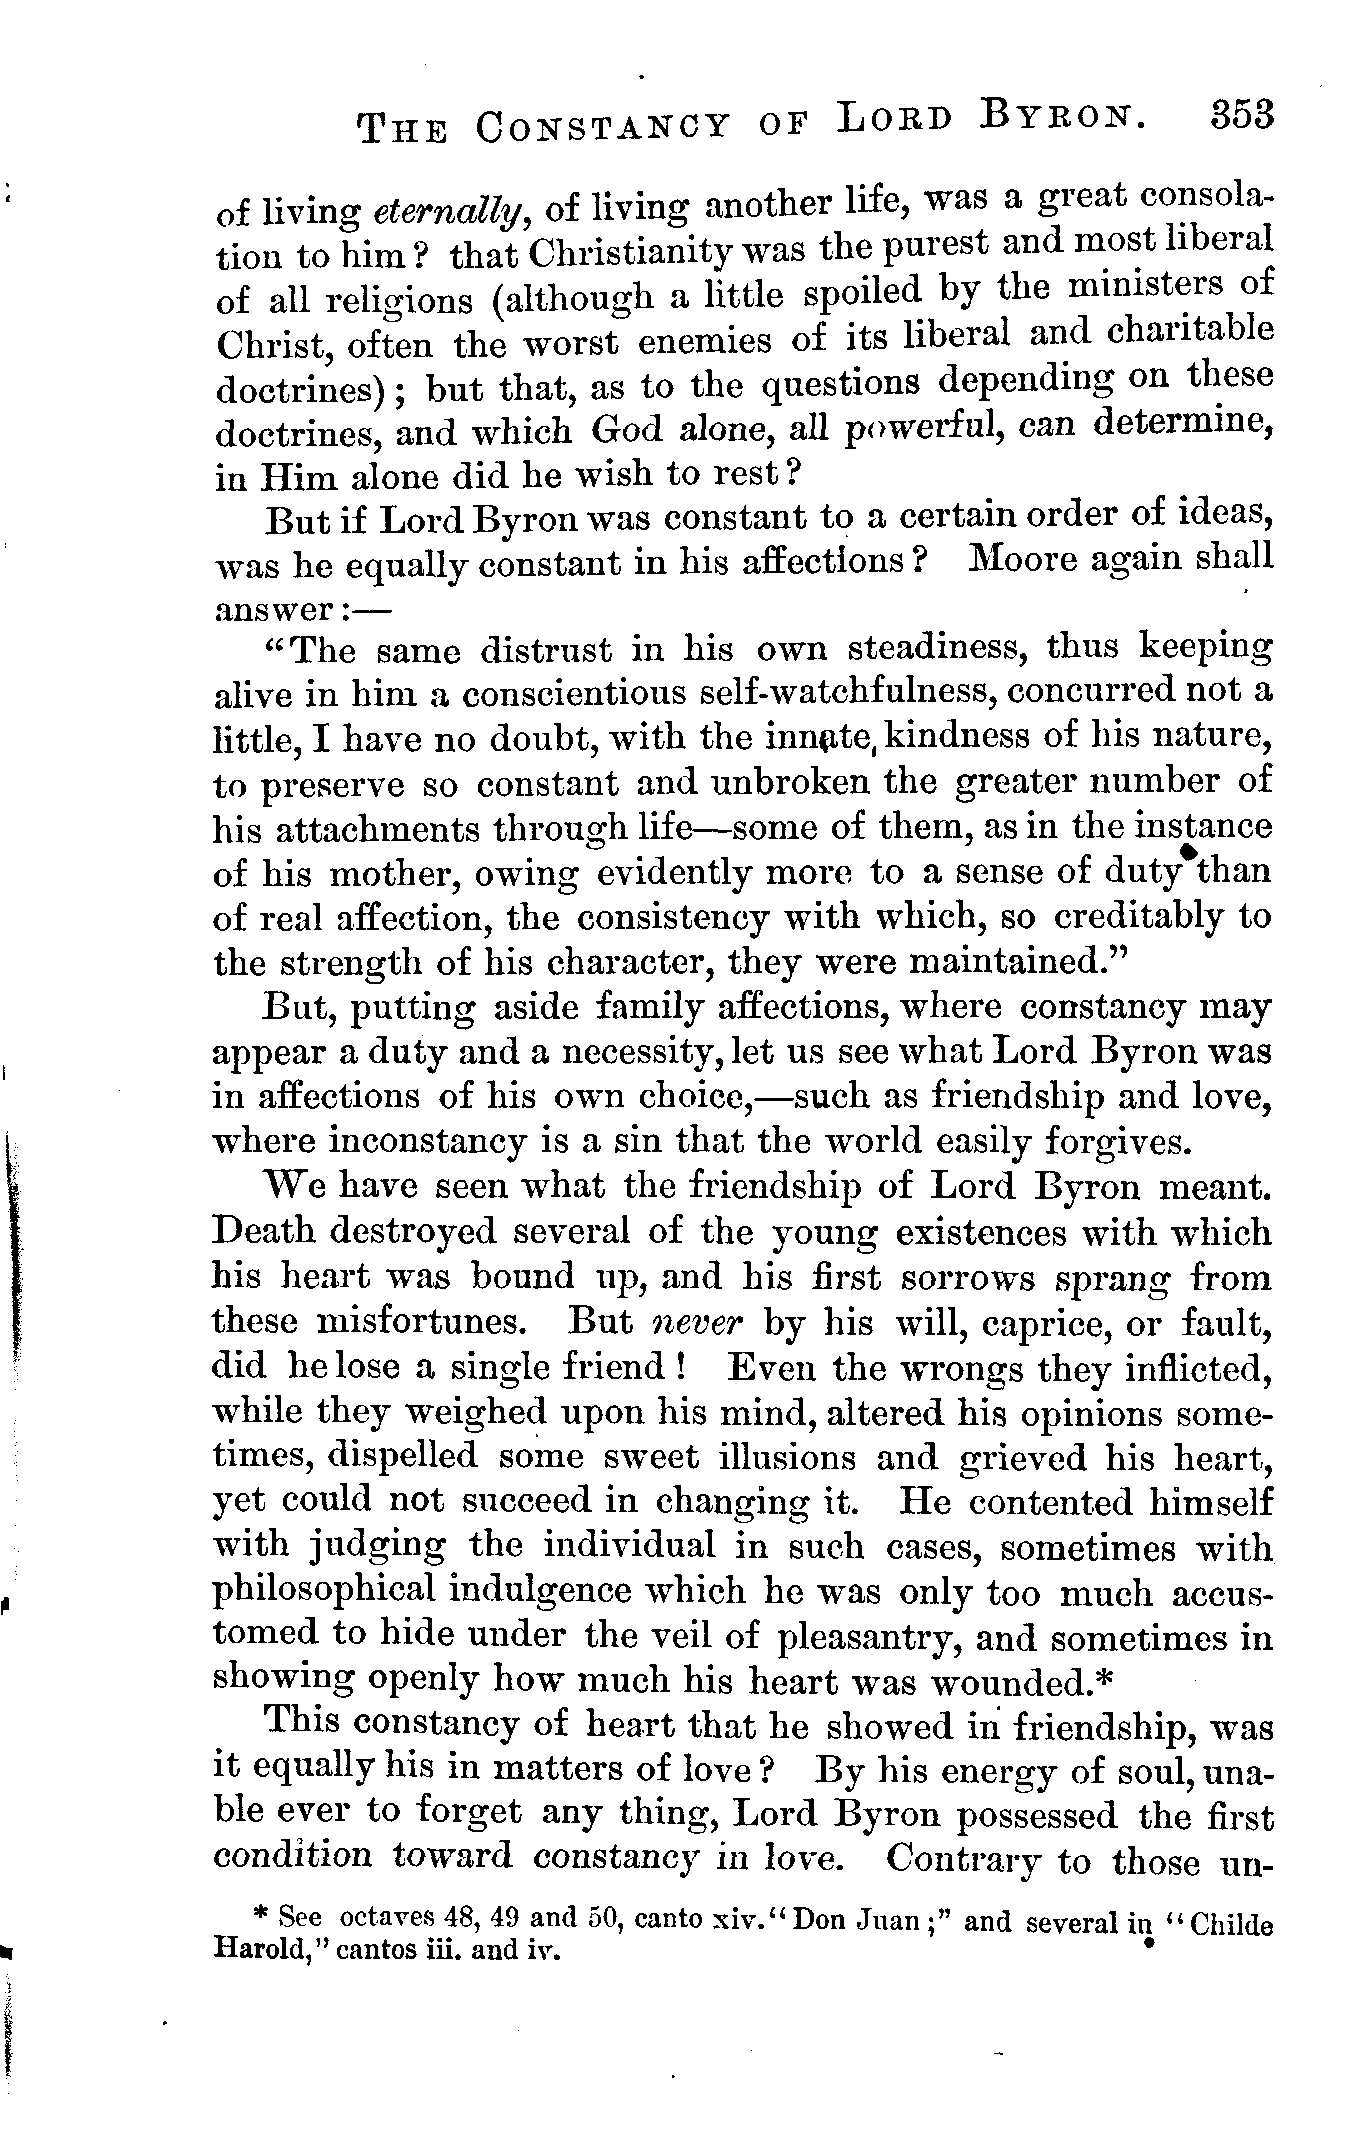 THE CONSTANCY OF LORD BYRON. 353
of living eternally, of living another life, was a great consola-
tion to him? that Christianity was the purest and most liberal
of all religions (although a little spoiled by the ministers of
Christ, often the worst enemies of its liberal and charitable
doctrines); but that, as to the questions depending on these
doctrines, and which God alone, all powerful, can determine,
in Him alone did he wish to rest?
But if Lord Byron was constant to a certain order of ideas,
was he equally constant in his affections? Moore again shall
answer:—
"The same distrust in his own steadiness, thus keeping
alive in him a conscientious self-watchfulness, concurred not a
little, I have no doubt, with the innate kindness of his nature,
to preserve so constant and unbroken the greater number of
his attachments through life—some of them, as in the instance
of his mother, owing evidently more to a sense of duty than
of real affection, the consistency with which, so creditably to
the strength of his character, they were maintained."
But, putting aside family affections, where constancy may
appear a duty and a necessity, let us see what Lord Byron was
in affections of his own choice,—such as friendship and love,
where inconstancy is a sin that the world easily forgives.
We have seen what the friendship of Lord Byron meant.
Death destroyed several of the young existences with which
his heart was bound up, and his first sorrows sprang from
these misfortunes. But never by his will, caprice, or fault,
did he lose a single friend! Even the wrongs they inflicted,
while they weighed upon his mind, altered his opinions some-
times, dispelled some sweet illusions and grieved his heart,
yet could not succeed in changing it. He contented himself
with judging the individual in such cases, sometimes with
philosophical indulgence which he was only too much accus-
tomed to hide under the veil of pleasantry, and sometimes in
showing openly how much his heart was wounded.*
This constancy of heart that he showed in friendship, was
it equally his in matters of love? By his energy of soul, una-
ble ever to forget any thing, Lord Byron possessed the first
condition toward constancy in love. Contrary to those un-
* See octaves 48, 49 and 50, canto xiv. "Don Juan;" and several in "Childe
Harold," cantos iii. and iv.